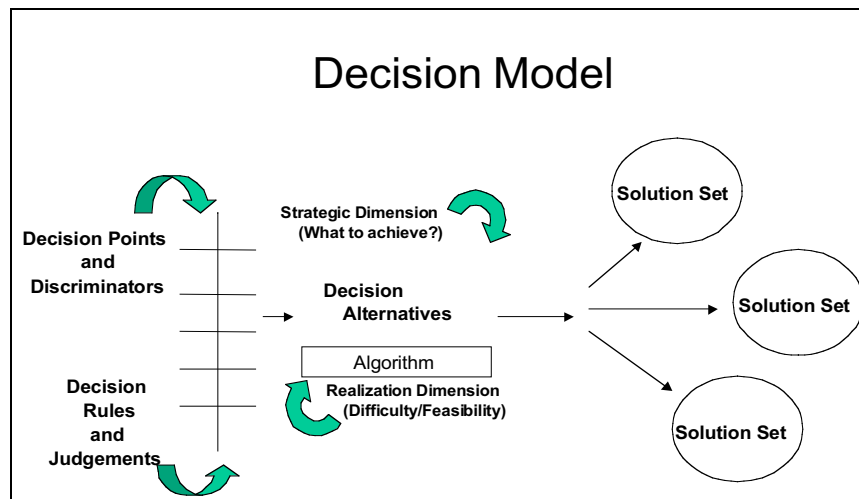 Decision Model
Decision Points
and
Discriminators
Decision
Rules
and
Judgements
Strategic Dimension
(What to achieve?)
Decision
Alternatives
Algorithm
Realization Dimension
(Difficulty/Feasibility)
Solution Set
Solution Set
Solution Set